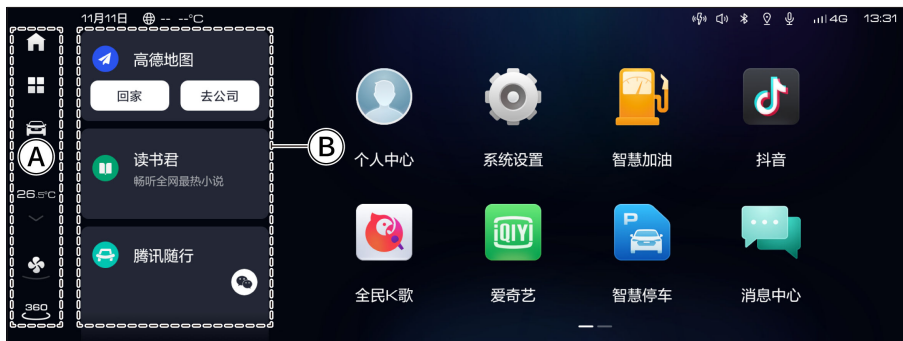 11月11日 -- --°C
4G 13:31
A
26.5°C
360
高德地图
回家 去公司
读书君
畅听全网最热小说
腾讯随行
B
个人中心 系统设置 智慧加油 抖音
iQIYI
P
全民K歌 爱奇艺 智慧停车 消息中心